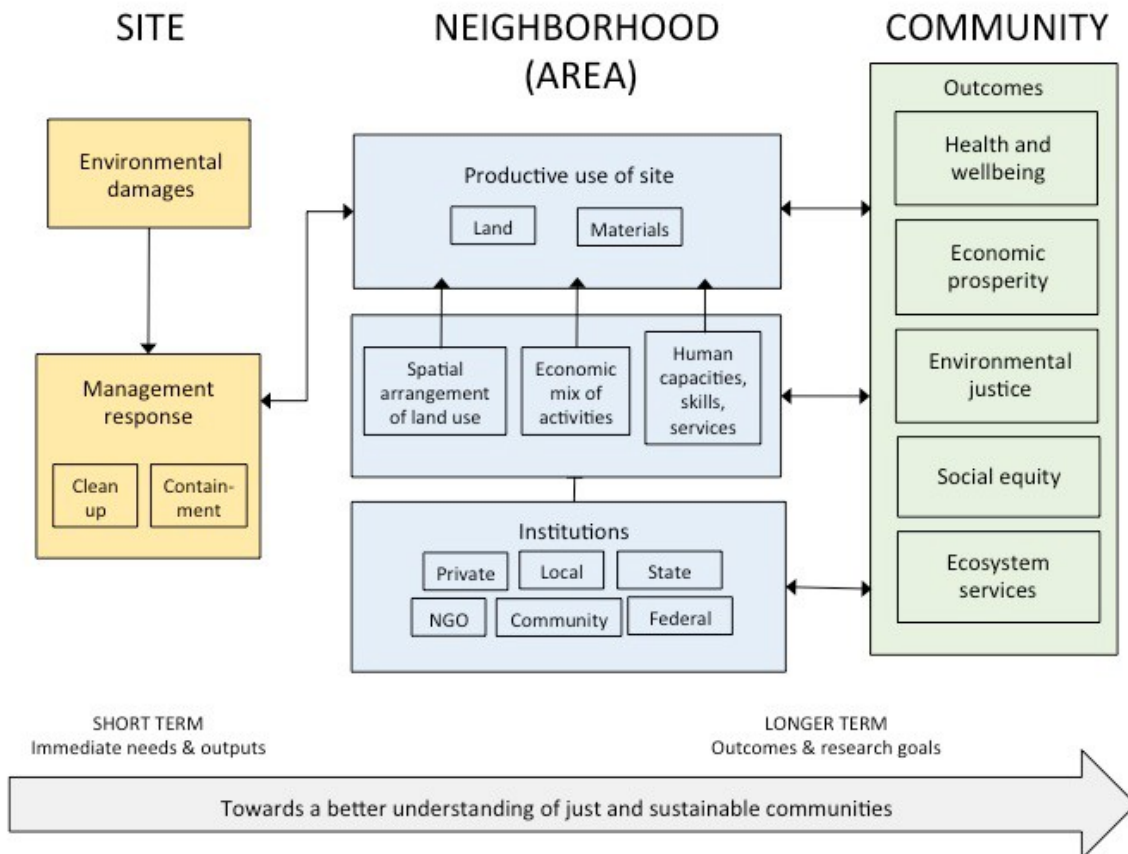 SITE
NEIGHBORHOOD
(AREA)
COMMUNITY
Environmental
damages
Management
response
Clean
up
Contain-
ment
Productive use of site
Land
Materials
Spatial
arrangement
of land use
Economic
mix of
activities
Human
capacities,
skills,
services
Institutions
Private
Local
State
NGO
Community
Federal
Outcomes
Health and
wellbeing
Economic
prosperity
Environmental
justice
Social equity
Ecosystem
services
SHORT TERM
Immediate needs & outputs
LONGER TERM
Outcomes & research goals
Towards a better understanding of just and sustainable communities